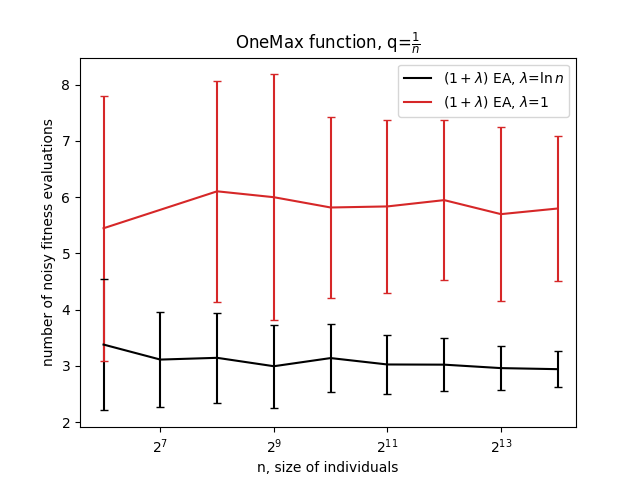 OneMax function, q=$\frac{1}{n}$
(1 + λ) EA, λ=ln n
(1 + λ) EA, λ=1
8
7
6
5
4
3
2
number of noisy fitness evaluations
2^7 2^9 2^11 2^13
n, size of individuals